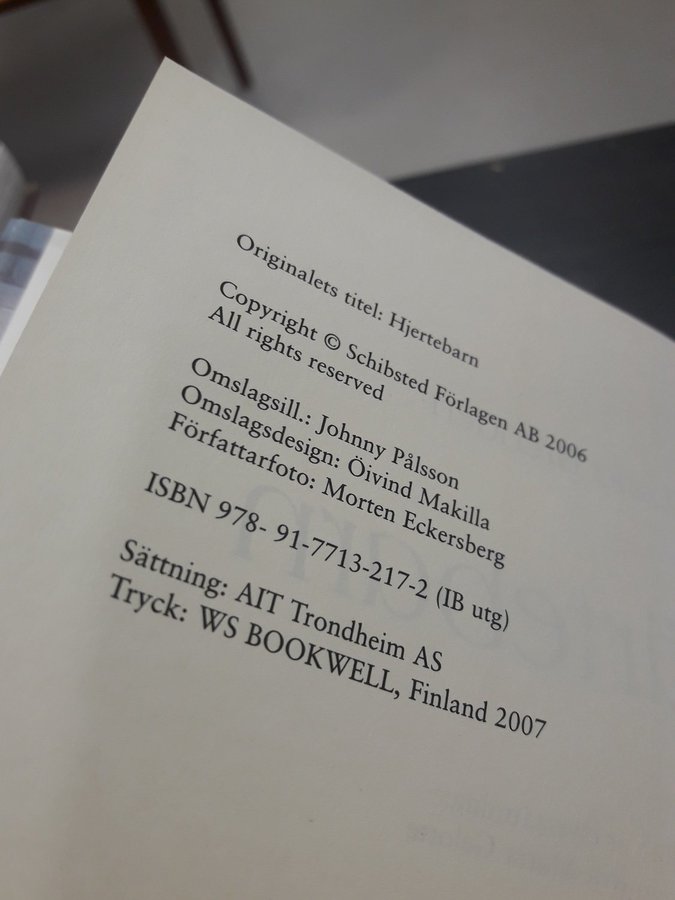 Originalets titel: Hjertebarn
Copyright © Schibsted Förlagen AB 2006
All rights reserved
Omslagsill.: Johnny Pålsson
Omslagsdesign: Öivind Makilla
Författarfoto: Morten Eckersberg
ISBN 978- 91-7713-217-2 (IB utg)
Sättning: AIT Trondheim AS
Tryck: WS BOOKWELL, Finland 2007